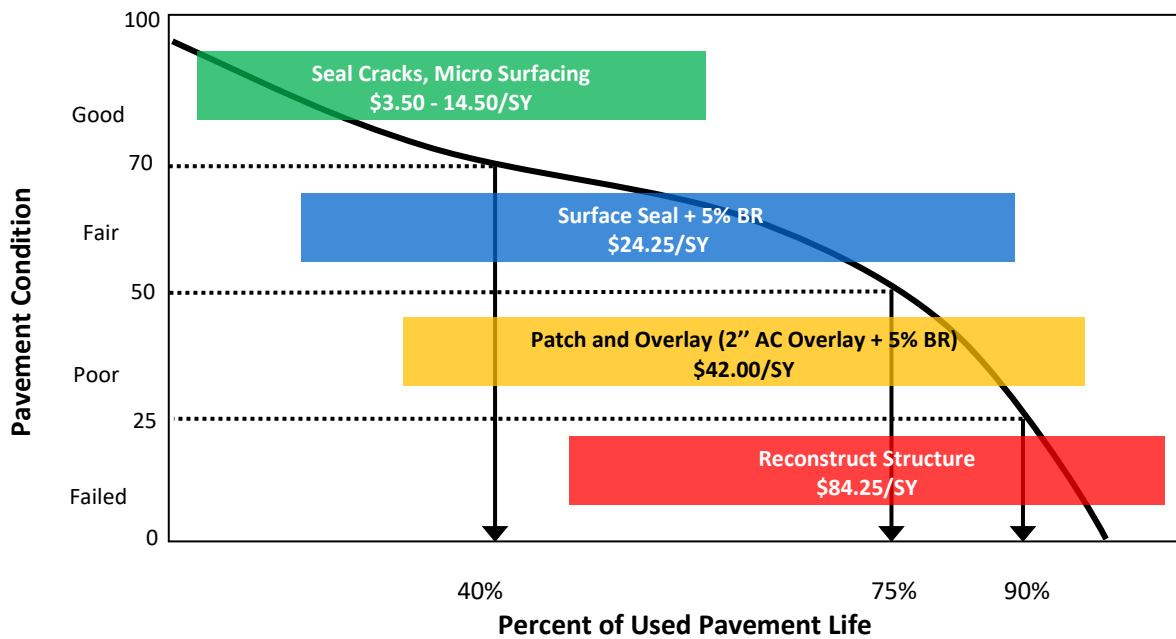 100
Seal Cracks, Micro Surfacing
$3.50 - 14.50/SY
Good
70
Surface Seal + 5% BR
$24.25/SY
Fair
50
Patch and Overlay (2’’ AC Overlay + 5% BR)
$42.00/SY
Poor
25
Reconstruct Structure
$84.25/SY
Failed
0
Pavement Condition
40%
75%
90%
Percent of Used Pavement Life